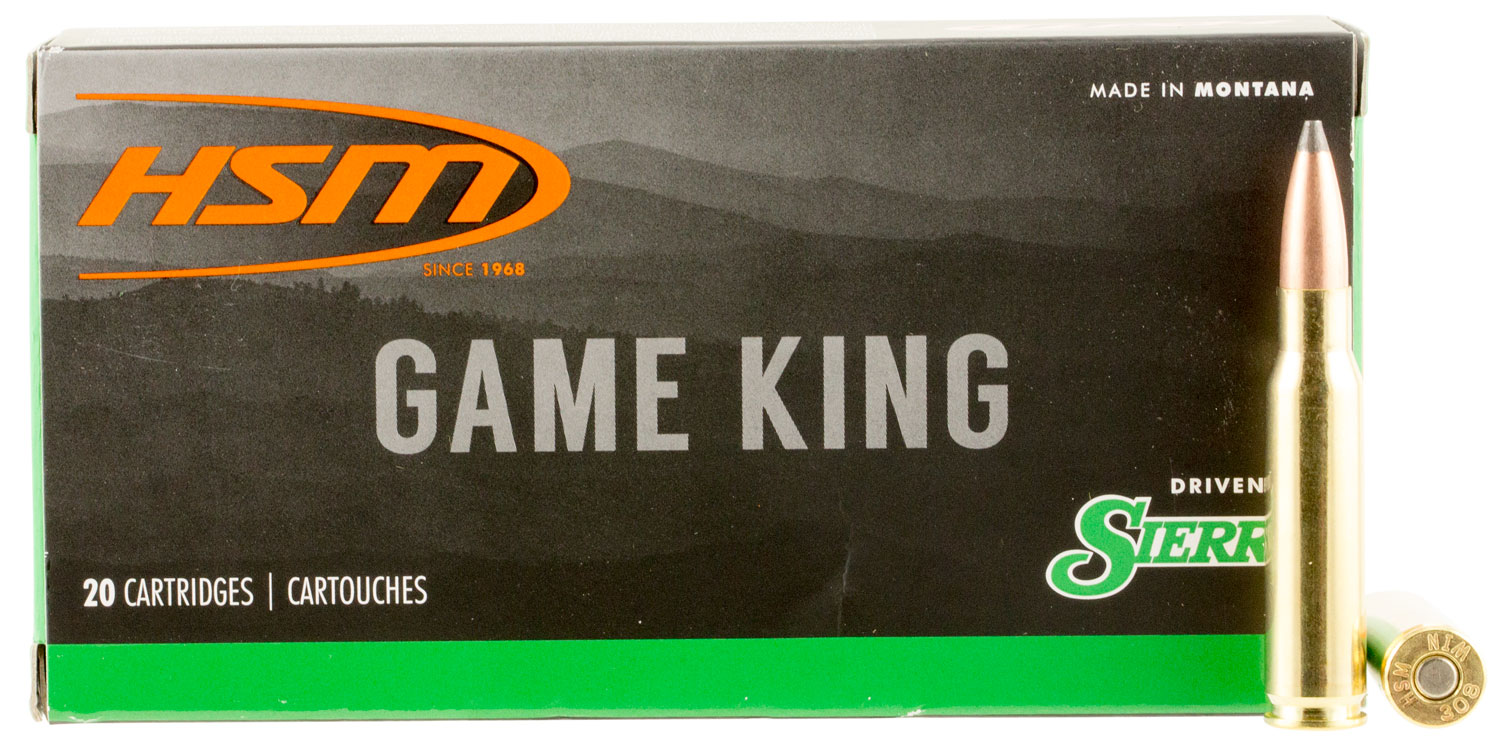 MADE IN MONTANA
HSM
SINCE 1968
GAME KING
DRIVEN
SIERR
20 CARTRIDGES | CARTOUCHES
HSM 308 WIN